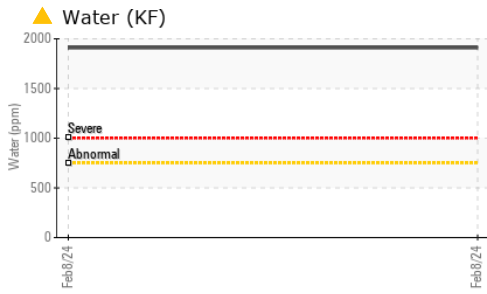 Water (KF)
2000
1500
1000
500
0
Water (ppm)
Severe
Abnormal
Feb8/24
Feb8/24